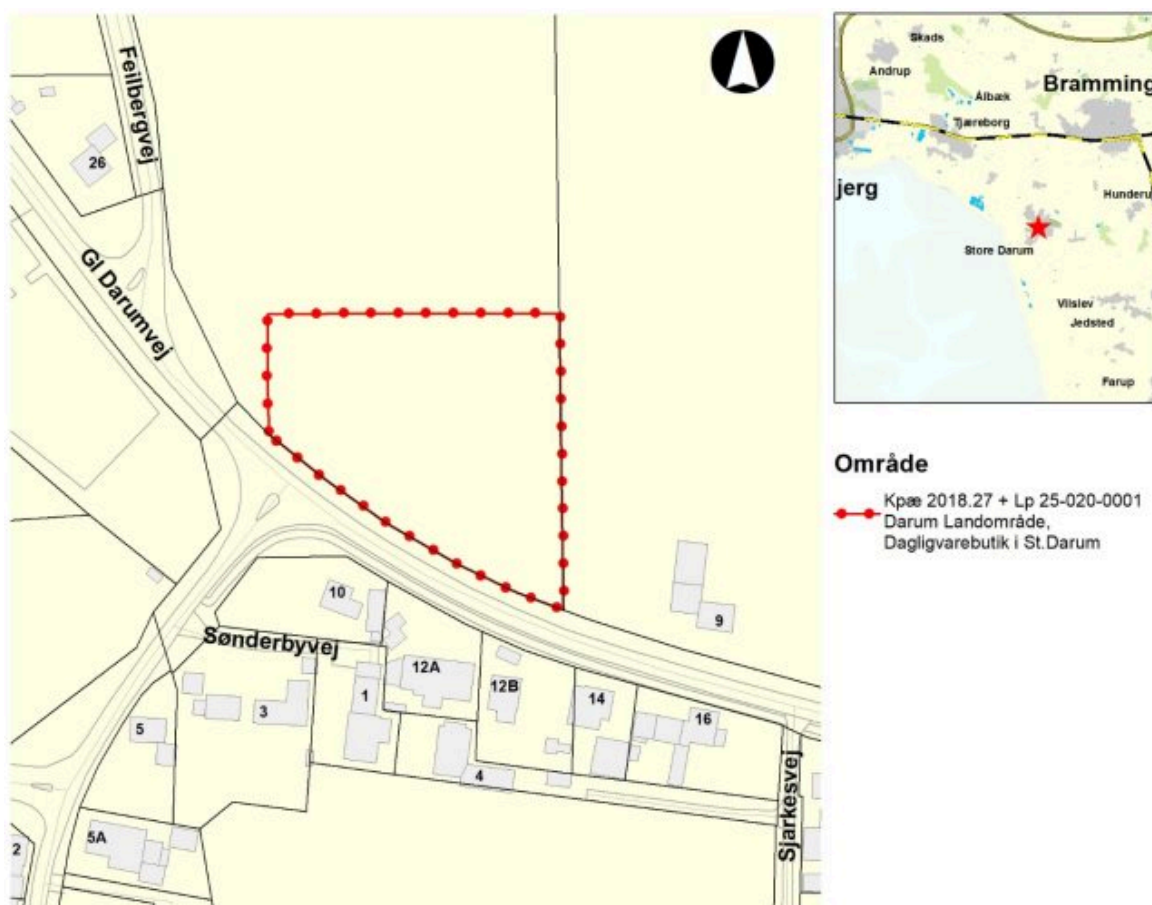 Feilbergvej
26
Gl Darumvej
10
Sønderbyvej
12A
12B
14
16
9
1
3
5
4
5A
2
Sjarkesvej
Skads
Andrup
Bramming
Ålbæk
Tjæreborg
jerg
Hunderu
Store Darum
Vilslev
Jedsted
Farup
Område
Kpæ 2018.27 + Lp 25-020-0001
Darum Landområde,
Dagligvarebutik i St.Darum